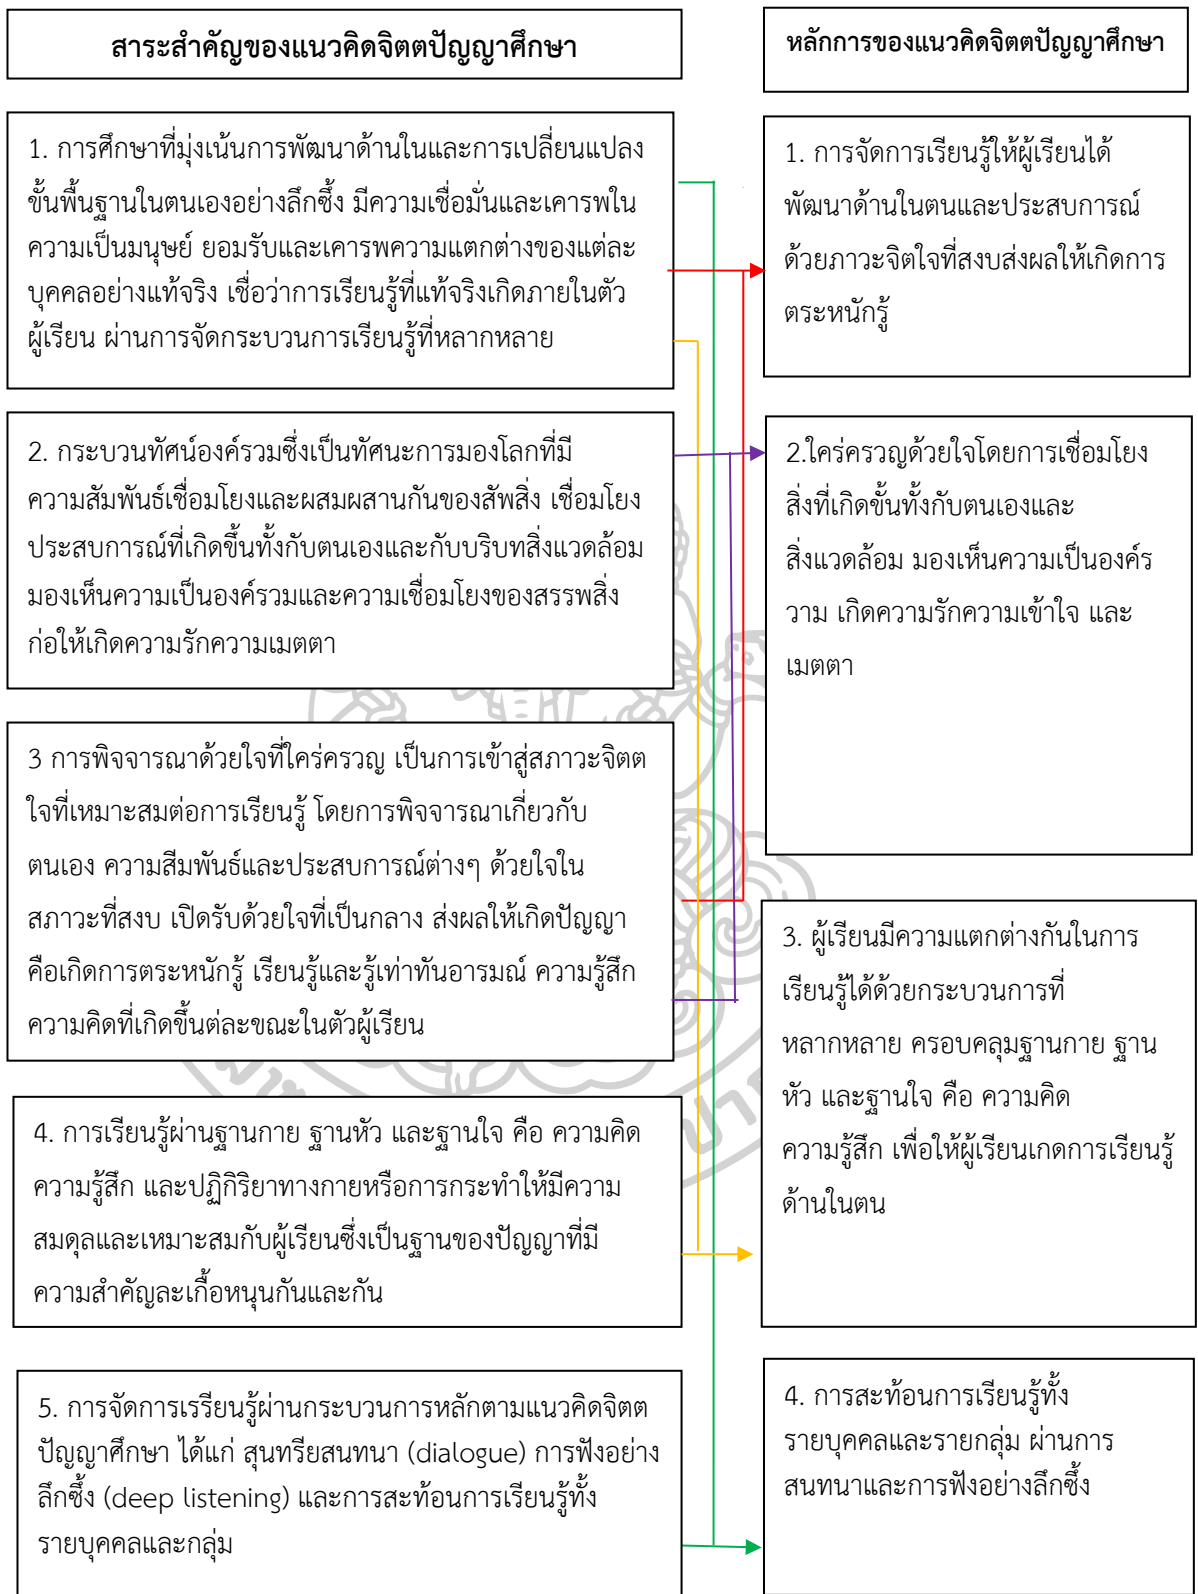 สาระสำคัญของแนวคิดจิตตปัญญาศึกษา
หลักการของแนวคิดจิตตปัญญาศึกษา
1. การศึกษาที่มุ่งเน้นการพัฒนาด้านในและการเปลี่ยนแปลง
ขั้นพื้นฐานในตนเองอย่างลึกซึ้ง มีความเชื่อมั่นและเคารพใน
ความเป็นมนุษย์ ยอมรับและเคารพความแตกต่างของแต่ละ
บุคคลอย่างแท้จริง เชื่อว่าการเรียนรู้ที่แท้จริงเกิดภายในตัว
ผู้เรียน ผ่านการจัดกระบวนการเรียนรู้ที่หลากหลาย
2. กระบวนทัศน์องค์รวมซึ่งเป็นทัศนะการมองโลกที่มี
ความสัมพันธ์เชื่อมโยงและผสมผสานกันของสัพสิ่ง เชื่อมโยง
ประสบการณ์ที่เกิดขึ้นทั้งกับตนเองและกับบริบทสิ่งแวดล้อม
มองเห็นความเป็นองค์รวมและความเชื่อมโยงของสรรพสิ่ง
ก่อให้เกิดความรักความเมตตา
3 การพิจจารณาด้วยใจที่ใคร่ครวญ เป็นการเข้าสู่สภาวะจิตต
ใจที่เหมาะสมต่อการเรียนรู้ โดยการพิจจารณาเกี่ยวกับ
ตนเอง ความสีมพันธ์และประสบการณ์ต่างๆ ด้วยใจใน
สภาวะที่สงบ เปิดรับด้วยใจที่เป็นกลาง ส่งผลให้เกิดปัญญา
คือเกิดการตระหนักรู้ เรียนรู้และรู้เท่าทันอารมณ์ ความรู้สึก
ความคิดที่เกิดขึ้นต่ละขณะในตัวผู้เรียน
4. การเรียนรู้ผ่านฐานกาย ฐานหัว และฐานใจ คือ ความคิด
ความรู้สึก และปฏิกิริยาทางกายหรือการกระทำให้มีความ
สมดุลและเหมาะสมกับผู้เรียนซึ่งเป็นฐานของปัญญาที่มี
ความสำคัญละเกื้อหนุนกันและกัน
5. การจัดการเรรียนรู้ผ่านกระบวนการหลักตามแนวคิดจิตต
ปัญญาศึกษา ได้แก่ สุนทรียสนทนา (dialogue) การฟังอย่าง
ลึกซึ้ง (deep listening) และการสะท้อนการเรียนรู้ทั้ง
รายบุคคลและกลุ่ม
1. การจัดการเรียนรู้ให้ผู้เรียนได้
พัฒนาด้านในตนและประสบการณ์
ด้วยภาวะจิตใจที่สงบส่งผลให้เกิดการ
ตระหนักรู้
2.ใคร่ครวญด้วยใจโดยการเชื่อมโยง
สิ่งที่เกิดขั้นทั้งกับตนเองและ
สิ่งแวดล้อม มองเห็นความเป็นองค์ร
วาม เกิดความรักความเข้าใจ และ
เมตตา
3. ผู้เรียนมีความแตกต่างกันในการ
เรียนรู้ได้ด้วยกระบวนการที่
หลากหลาย ครอบคลุมฐานกาย ฐาน
หัว และฐานใจ คือ ความคิด
ความรู้สึก เพื่อให้ผู้เรียนเกดการเรียนรู้
ด้านในตน
4. การสะท้อนการเรียนรู้ทั้ง
รายบุคคลและรายกลุ่ม ผ่านการ
สนทนาและการฟังอย่างลึกซึ้ง